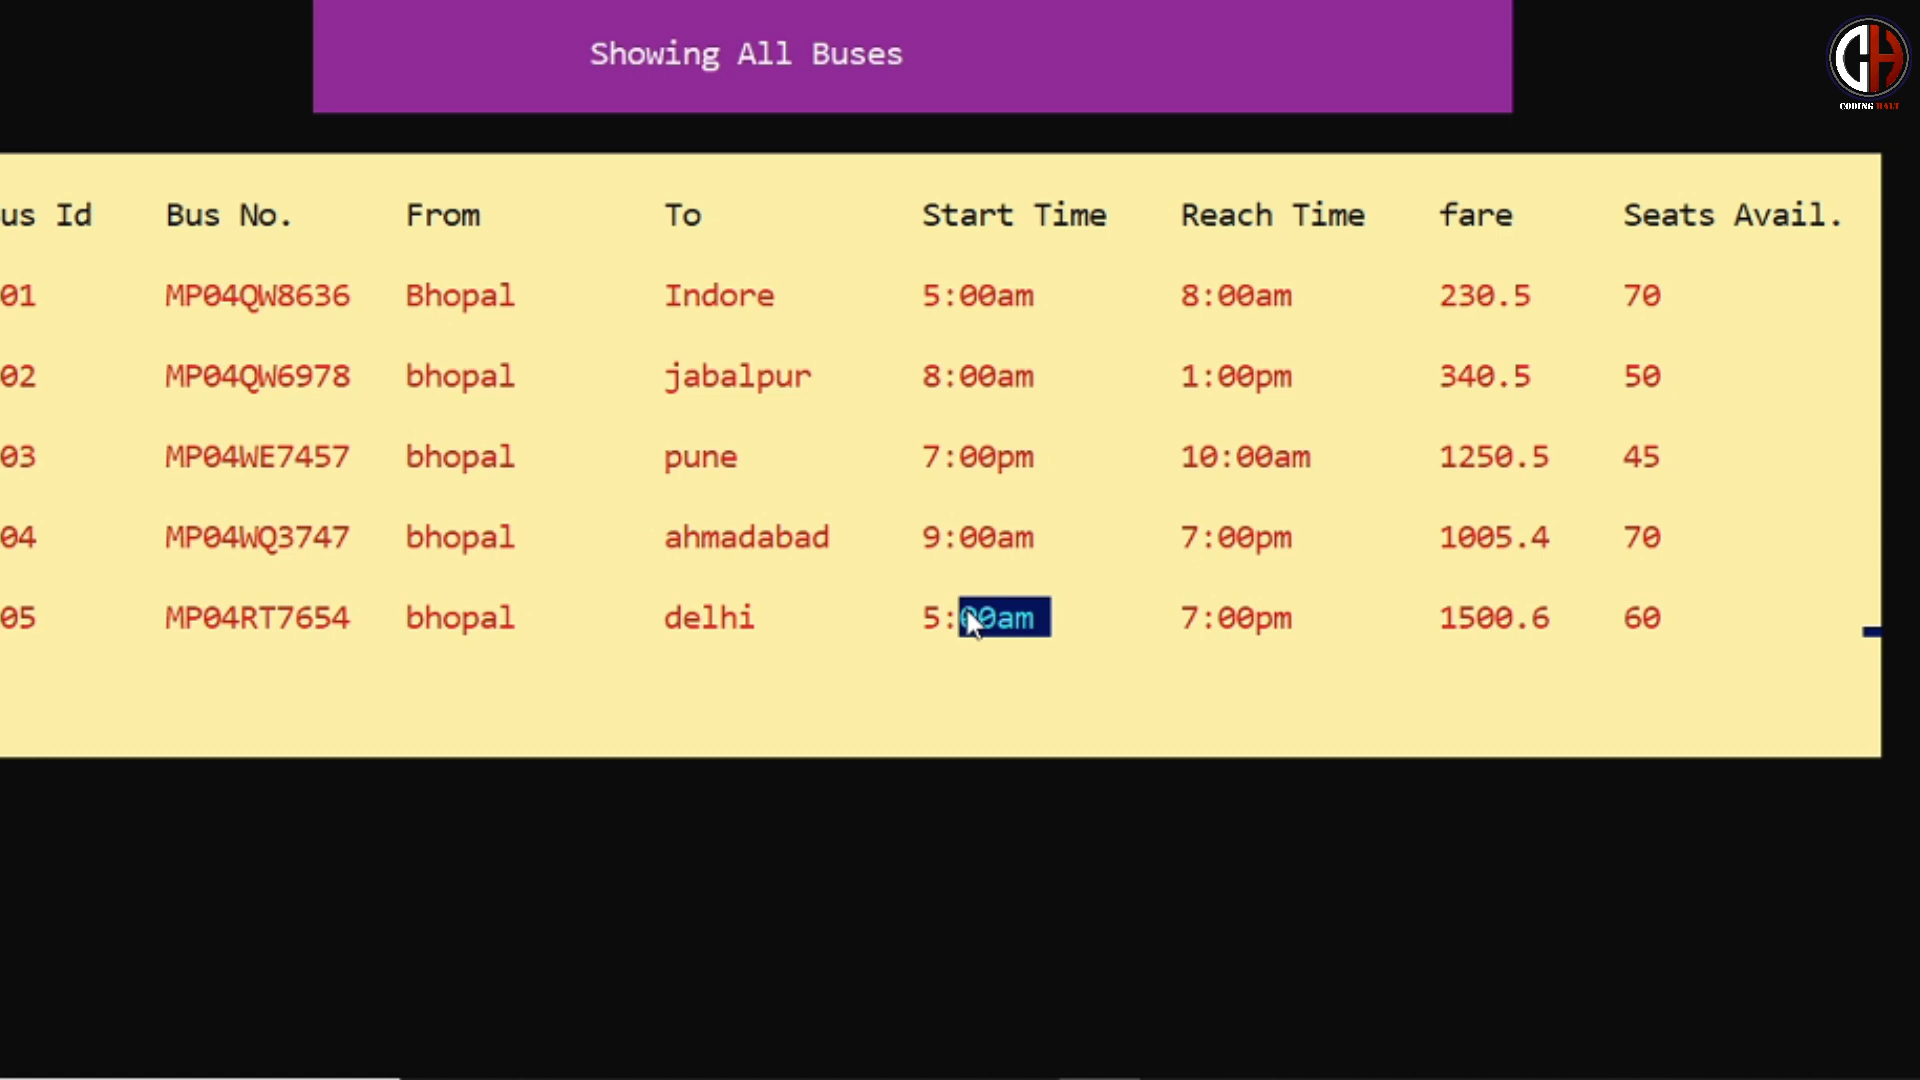 Showing All Buses
CODING HALT
us Id Bus No. From To Start Time Reach Time fare Seats Avail.
01 MP04QW8636 Bhopal Indore 5:00am 8:00am 230.5 70
02 MP04QW6978 bhopal jabalpur 8:00am 1:00pm 340.5 50
03 MP04WE7457 bhopal pune 7:00pm 10:00am 1250.5 45
04 MP04WQ3747 bhopal ahmadabad 9:00am 7:00pm 1005.4 70
05 MP04RT7654 bhopal delhi 5:00am 7:00pm 1500.6 60